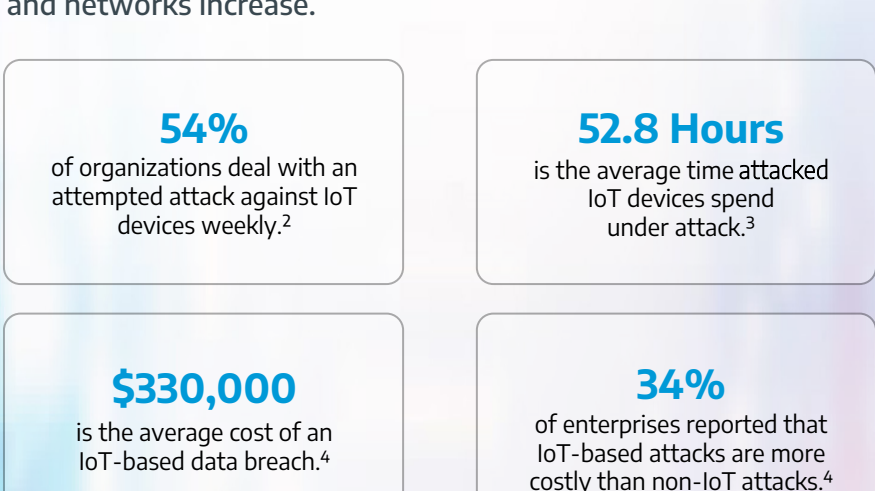 and networks increase.
54%
of organizations deal with an
attempted attack against IoT
devices weekly.²
52.8 Hours
is the average time attacked
IoT devices spend
under attack.³
$330,000
is the average cost of an
IoT-based data breach.⁴
34%
of enterprises reported that
IoT-based attacks are more
costly than non-IoT attacks.⁴